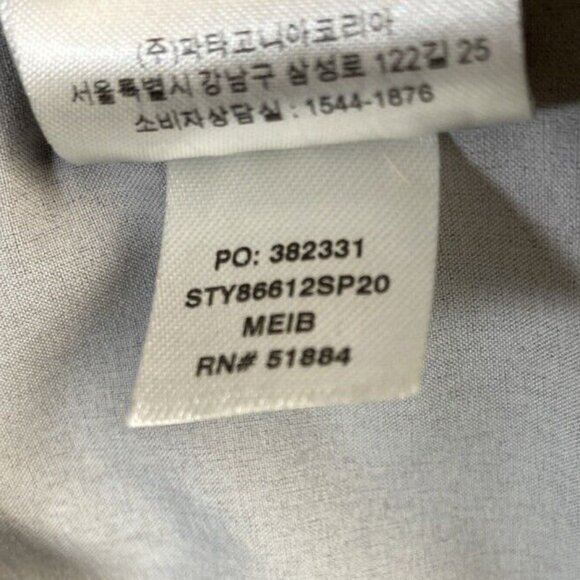 (주)파타고니아코리아
서울특별시 강남구 삼성로 122길 25
소비자상담실 : 1544-1876
PO: 382331
STY86612SP20
MEIB
RN# 51884